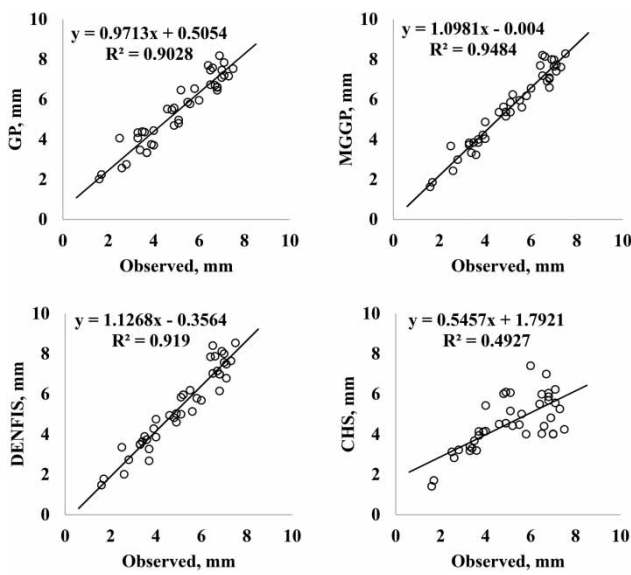 y = 0.9713x + 0.5054
R² = 0.9028
GP, mm
10
8
6
4
2
0
0 2 4 6 8 10
Observed, mm
y = 1.0981x - 0.004
R² = 0.9484
MGGP, mm
10
8
6
4
2
0
0 2 4 6 8 10
Observed, mm
y = 1.1268x - 0.3564
R² = 0.919
DENFIS, mm
10
8
6
4
2
0
0 2 4 6 8 10
Observed, mm
y = 0.5457x + 1.7921
R² = 0.4927
CHS, mm
10
8
6
4
2
0
0 2 4 6 8 10
Observed, mm